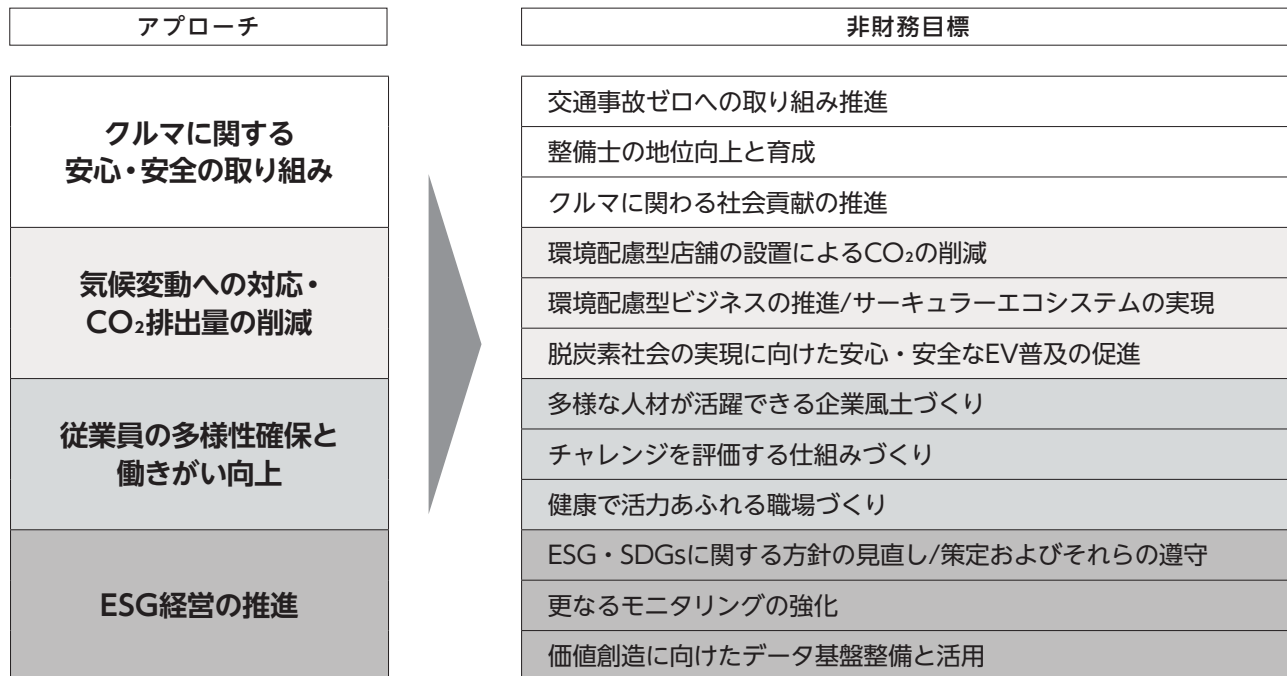 アプローチ
非財務目標
クルマに関する
安心・安全の取り組み
交通事故ゼロへの取り組み推進
整備士の地位向上と育成
クルマに関わる社会貢献の推進
気候変動への対応・
CO₂排出量の削減
環境配慮型店舗の設置によるCO₂の削減
環境配慮型ビジネスの推進/サーキュラーエコシステムの実現
脱炭素社会の実現に向けた安心・安全なEV普及の促進
従業員の多様性確保と
働きがい向上
多様な人材が活躍できる企業風土づくり
チャレンジを評価する仕組みづくり
健康で活力あふれる職場づくり
ESG経営の推進
ESG・SDGsに関する方針の見直し/策定およびそれらの遵守
更なるモニタリングの強化
価値創造に向けたデータ基盤整備と活用